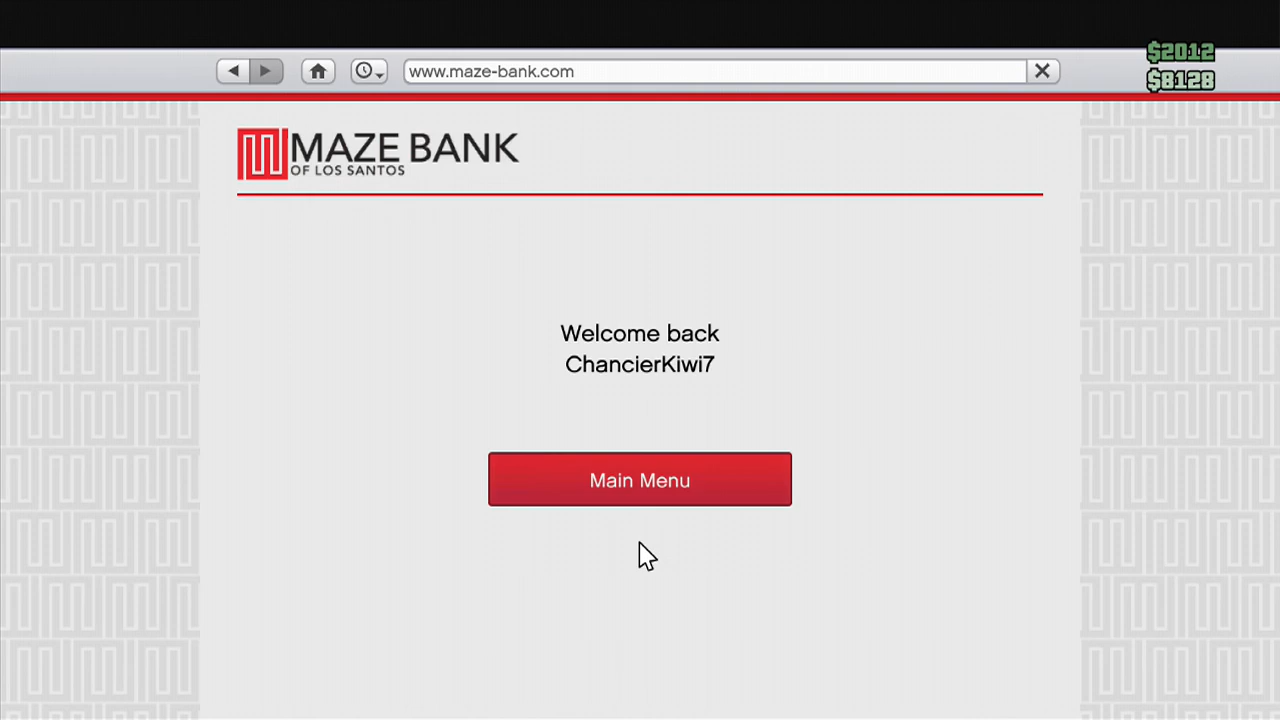 www.maze-bank.com
$2012
$8128
MAZE BANK
OF LOS SANTOS
Welcome back
ChancierKiwi7
Main Menu